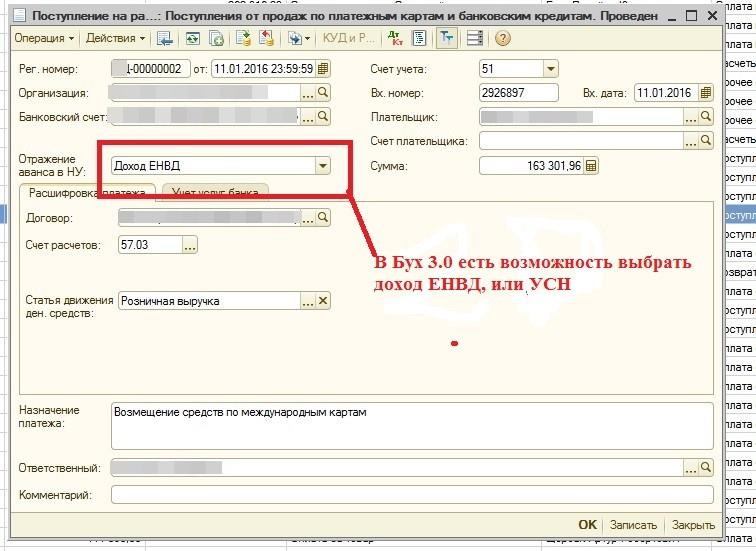 Поступление на ра...: Поступления от продаж по платежным картам и банковским кредитам. Проведен
Операция Действия КУД и Р... Дт Кт
Рег. номер: Д-00000002 от: 11.01.2016 23:59:59 Счет учета: 51
Организация: Вх. номер: 2926897 Вх. дата: 11.01.2016
Банковский счет: Плательщик:
Счет плательщика:
Отражение аванса в НУ: Доход ЕНВД Сумма: 163 301,96
Расшифровка платежа Учет услуг банка
Договор:
Счет расчетов: 57.03
В Бух 3.0 есть возможность выбрать
доход ЕНВД, или УСН
Статья движения ден. средств: Розничная выручка
Назначение платежа: Возмещение средств по международным картам
Ответственный:
Комментарий:
OK Записать Закрыть